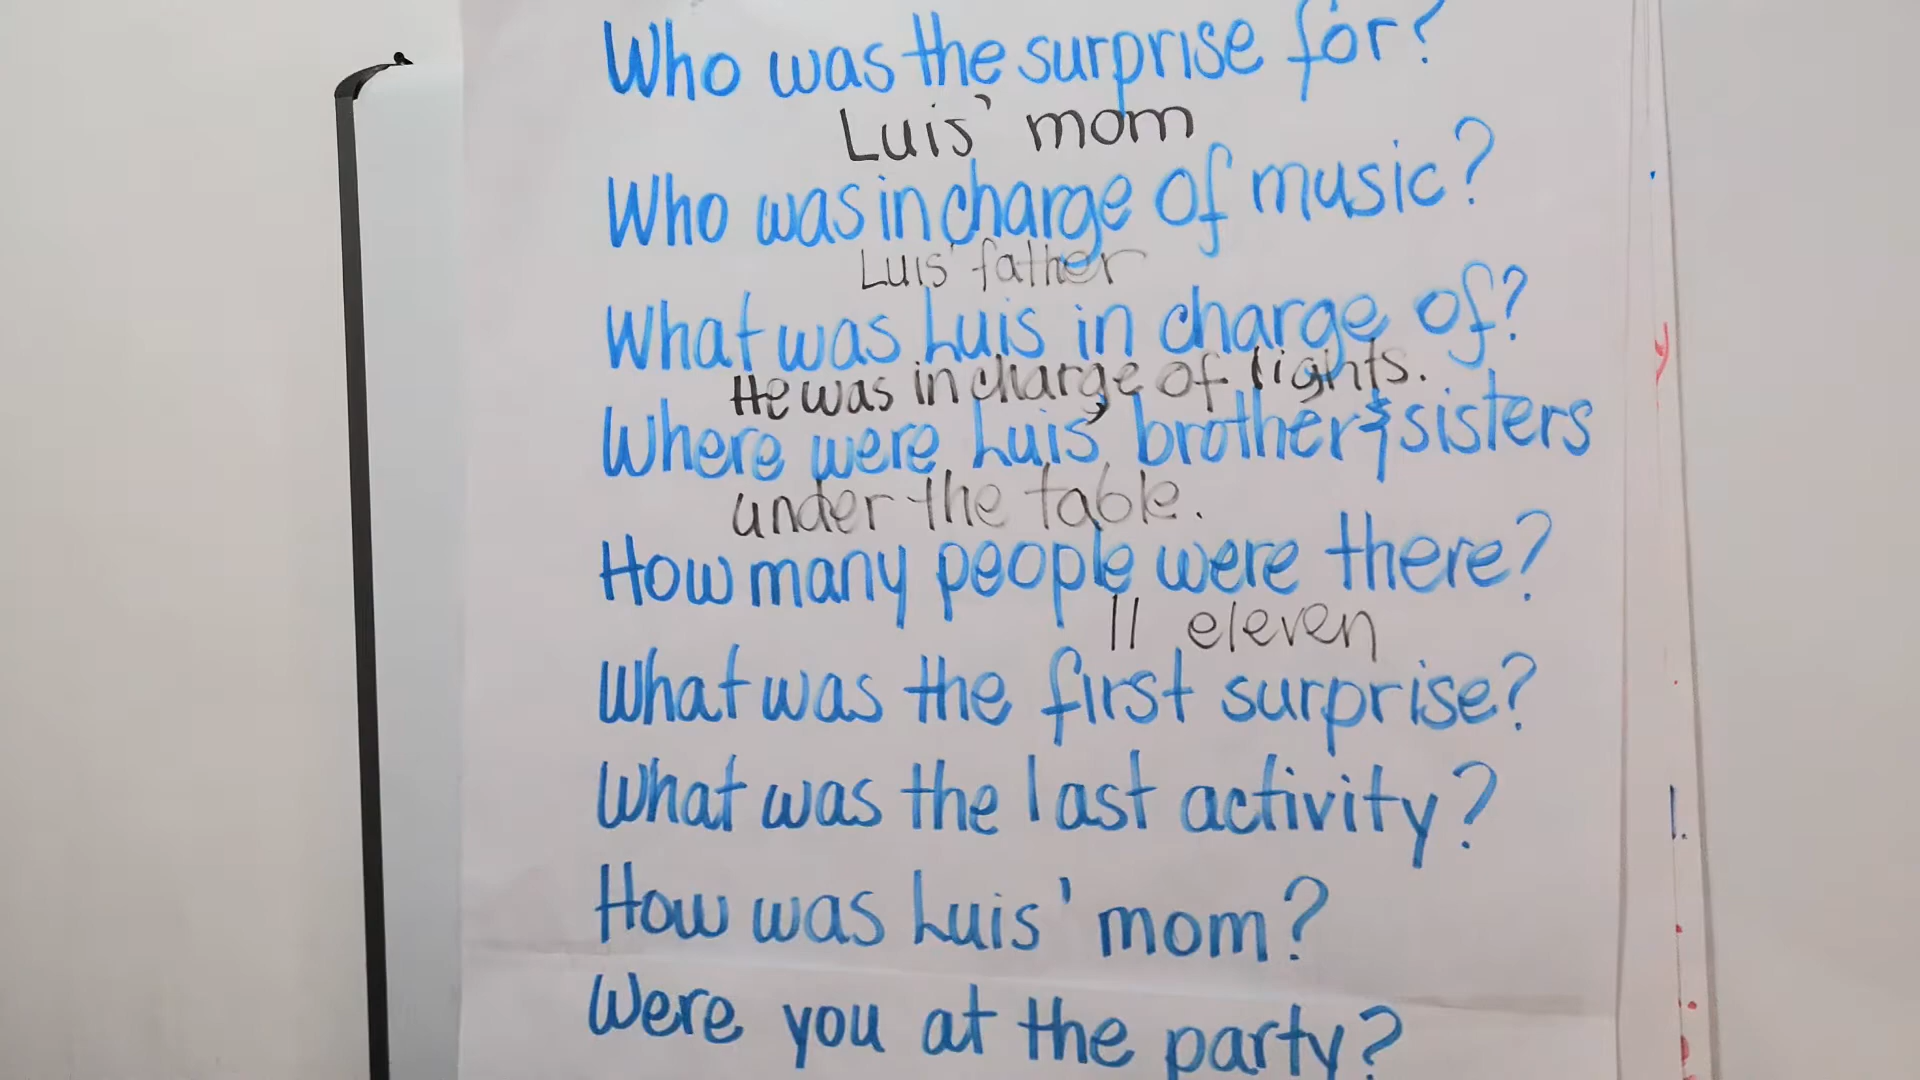 Who was the surprise for?
Luis' mom
Who was in charge of music?
Luis' father
What was Luis in charge of?
He was in charge of lights.
Where were Luis' brother & sisters
under the table.
How many people were there?
11 eleven
What was the first surprise?
What was the last activity?
How was Luis' mom?
Were you at the party?
y
1.